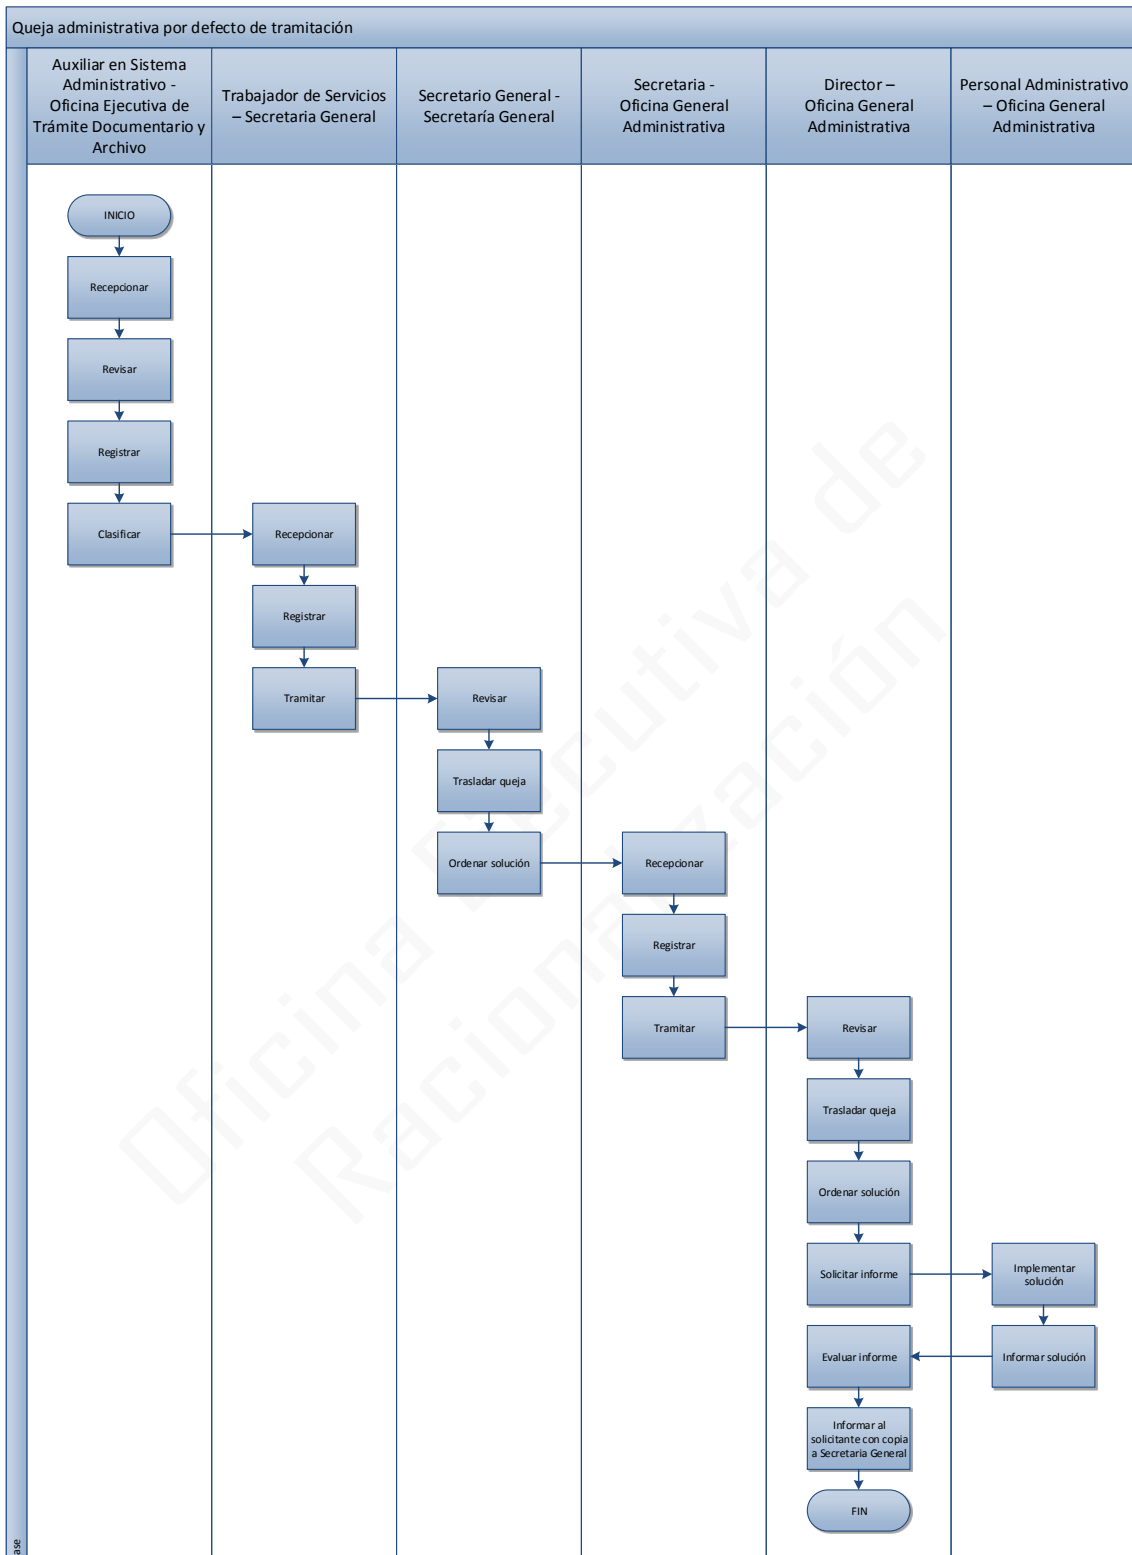 Queja administrativa por defecto de tramitación
Auxiliar en Sistema
Administrativo -
Oficina Ejecutiva de
Trámite Documentario y
Archivo
Trabajador de Servicios
– Secretaria General
Secretario General -
Secretaría General
Secretaria -
Oficina General
Administrativa
Director –
Oficina General
Administrativa
Personal Administrativo
– Oficina General
Administrativa
INICIO
Recepcionar
Revisar
Registrar
Clasificar
Recepcionar
Registrar
Tramitar
Revisar
Trasladar queja
Ordenar solución
Recepcionar
Registrar
Tramitar
Revisar
Trasladar queja
Ordenar solución
Solicitar informe
Implementar
solución
Informar solución
Evaluar informe
Informar al
solicitante con copia
a Secretaria General
FIN
Oficina Ejecutiva de
Racionalización